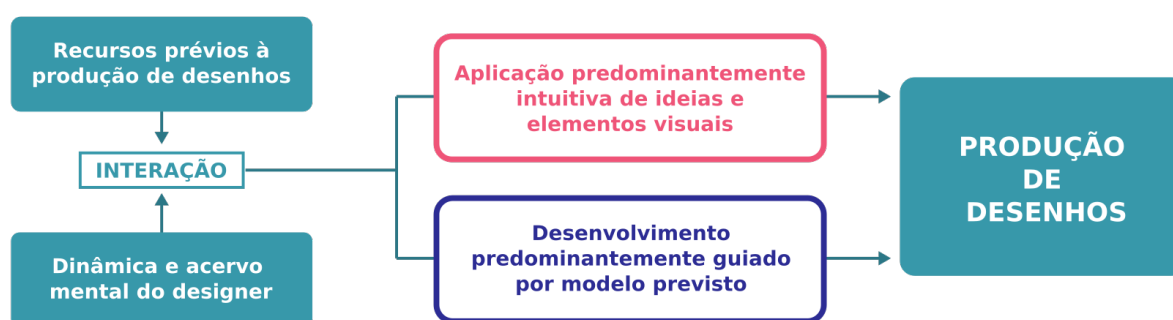 Recursos prévios à
produção de desenhos
INTERAÇÃO
Dinâmica e acervo
mental do designer
Aplicação predominantemente
intuitiva de ideias e
elementos visuais
Desenvolvimento
predominantemente guiado
por modelo previsto
PRODUÇÃO
DE
DESENHOS